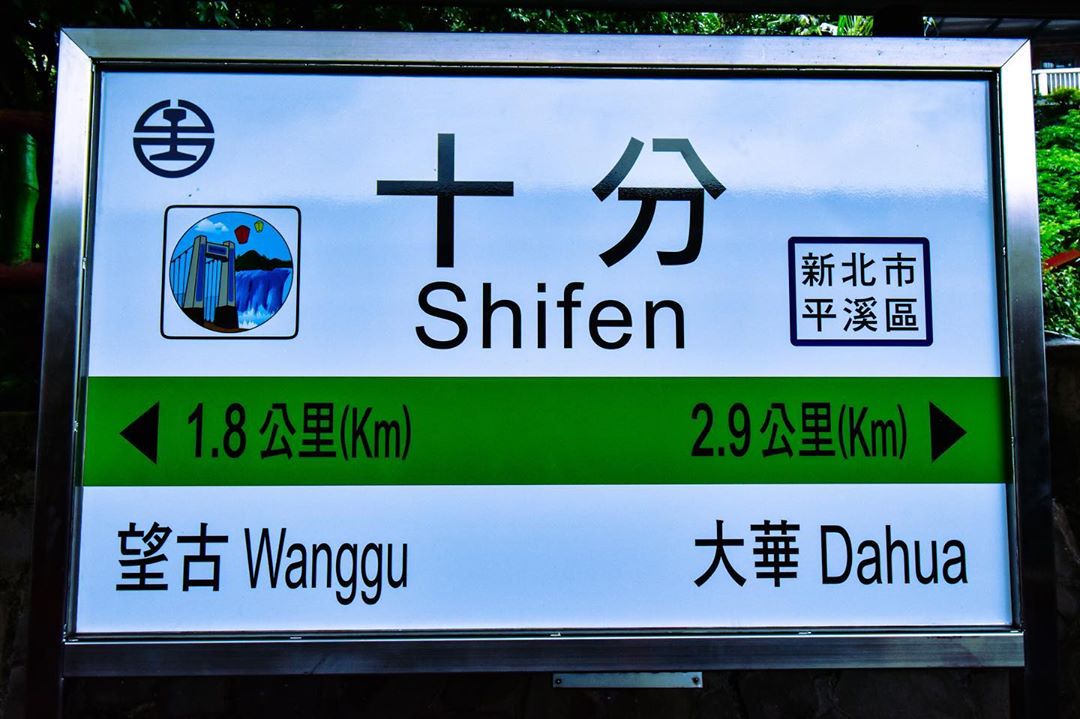 十分
Shifen
新北市
平溪區
1.8 公里(Km)
2.9 公里(Km)
望古 Wanggu
大華 Dahua